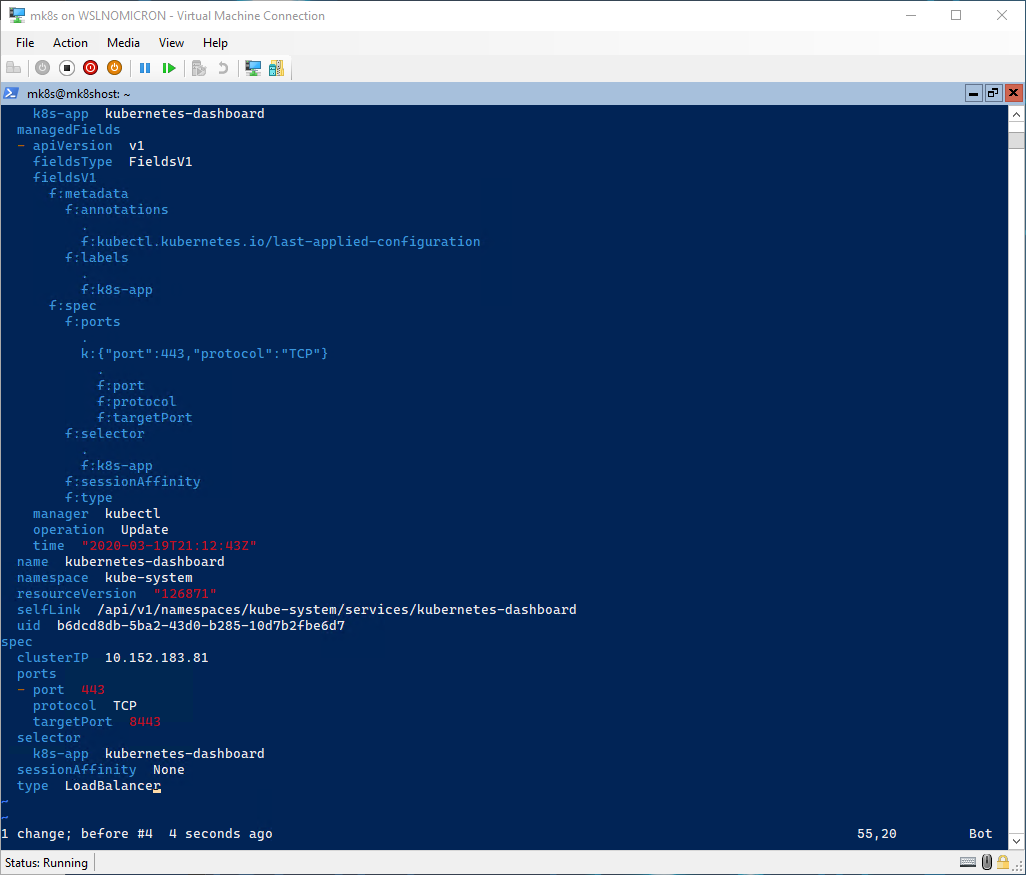 mk8s on WSLNOMICRON - Virtual Machine Connection
File Action Media View Help
mk8s@mk8shost: ~
k8s-app kubernetes-dashboard
managedFields
- apiVersion v1
fieldsType FieldsV1
fieldsV1
f:metadata
f:annotations
.
f:kubectl.kubernetes.io/last-applied-configuration
f:labels
.
f:k8s-app
f:spec
f:ports
.
k:{"port":443,"protocol":"TCP"}
.
f:port
f:protocol
f:targetPort
f:selector
.
f:k8s-app
f:sessionAffinity
f:type
manager kubectl
operation Update
time "2020-03-19T21:12:43Z"
name kubernetes-dashboard
namespace kube-system
resourceVersion "126871"
selfLink /api/v1/namespaces/kube-system/services/kubernetes-dashboard
uid b6dcd8db-5ba2-43d0-b285-10d7b2fbe6d7
spec
clusterIP 10.152.183.81
ports
- port 443
protocol TCP
targetPort 8443
selector
k8s-app kubernetes-dashboard
sessionAffinity None
type LoadBalancer
~
~
1 change; before #4 4 seconds ago 55,20 Bot
Status: Running